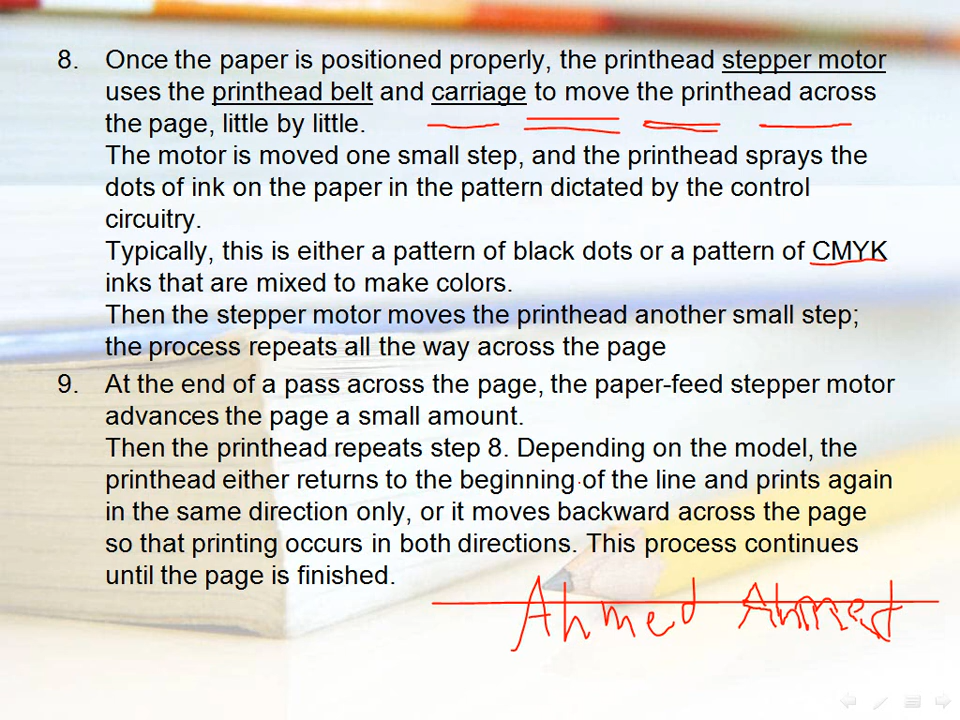 8. Once the paper is positioned properly, the printhead stepper motor
uses the printhead belt and carriage to move the printhead across
the page, little by little.
The motor is moved one small step, and the printhead sprays the
dots of ink on the paper in the pattern dictated by the control
circuitry.
Typically, this is either a pattern of black dots or a pattern of CMYK
inks that are mixed to make colors.
Then the stepper motor moves the printhead another small step;
the process repeats all the way across the page
9. At the end of a pass across the page, the paper-feed stepper motor
advances the page a small amount.
Then the printhead repeats step 8. Depending on the model, the
printhead either returns to the beginning of the line and prints again
in the same direction only, or it moves backward across the page
so that printing occurs in both directions. This process continues
until the page is finished.
Ahmed Ahmed